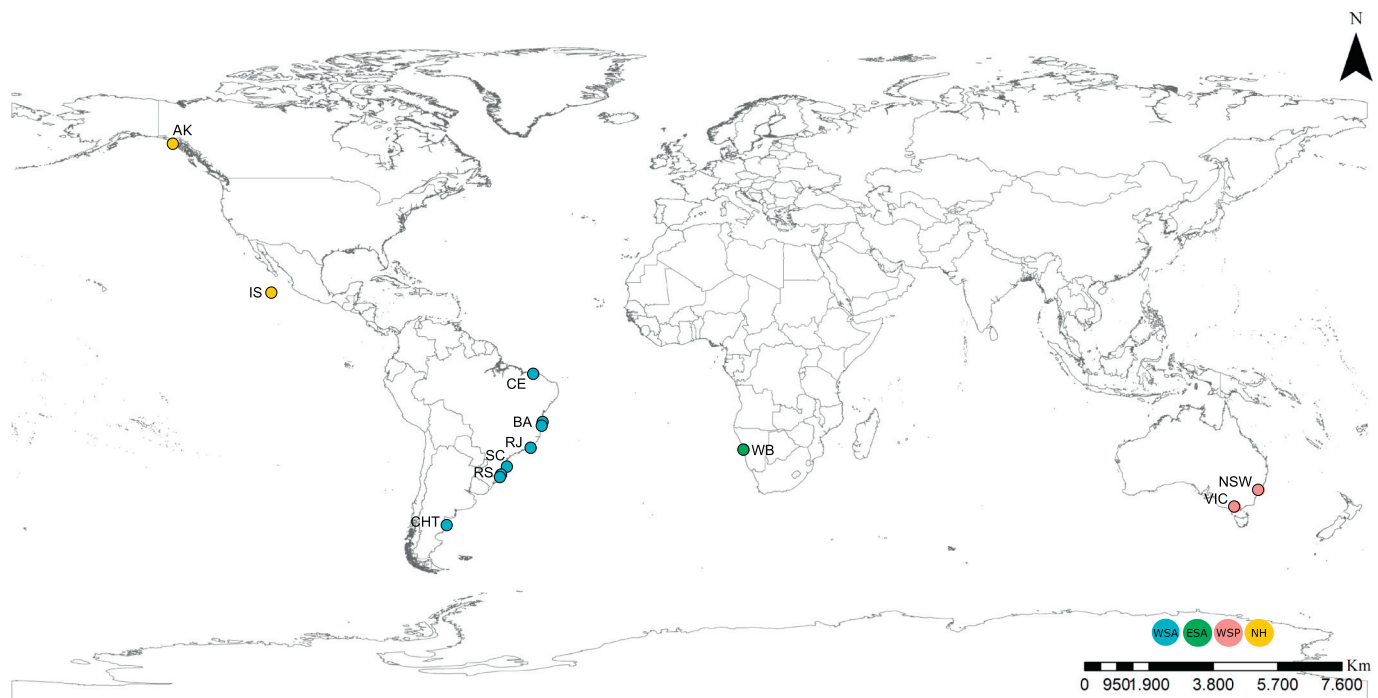 N
AK
IS
CE
BA
RJ
SC
RS
CHT
WB
NSW
VIC
WSA ESA WSP NH
Km
0 950 1.900 3.800 5.700 7.600